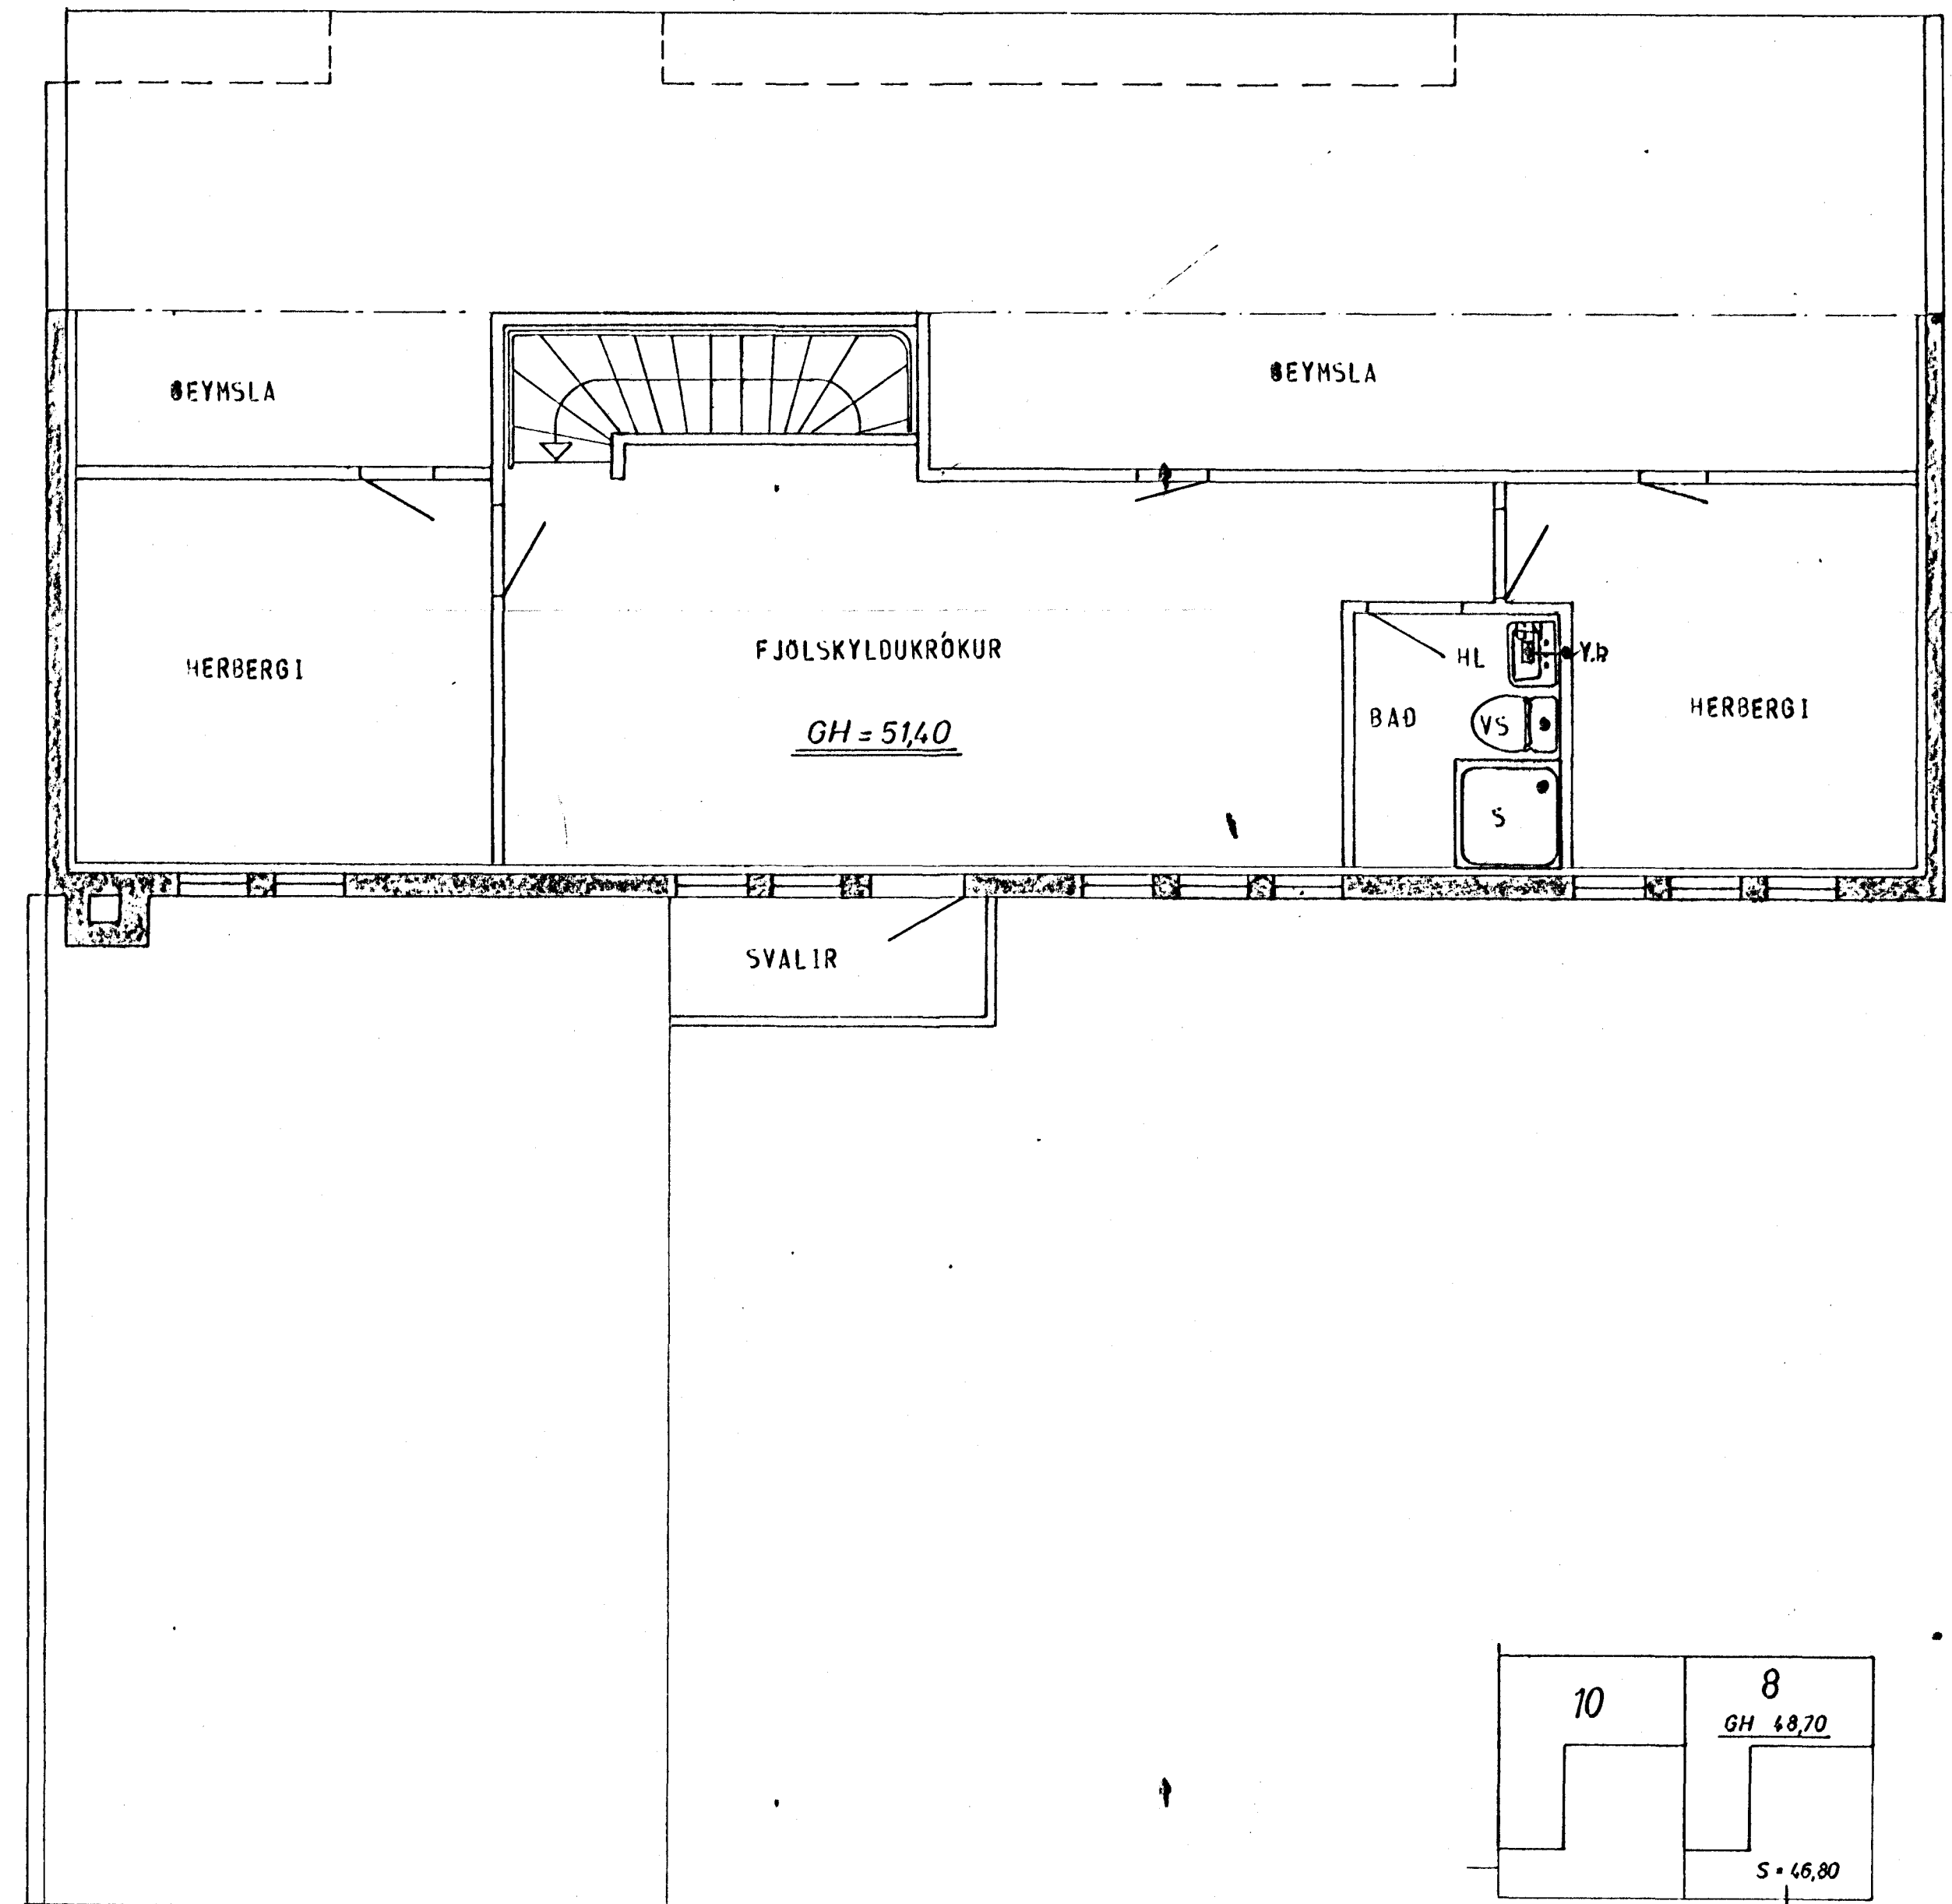 GEYMSLA
GEYMSLA
HERBERGI
FJÖLSKYLDUKRÓKUR
GH = 51,40
HL
BAÐ
VS
S
HERBERGI
SVALIR
10
8
GH 48,70
S = 46,80